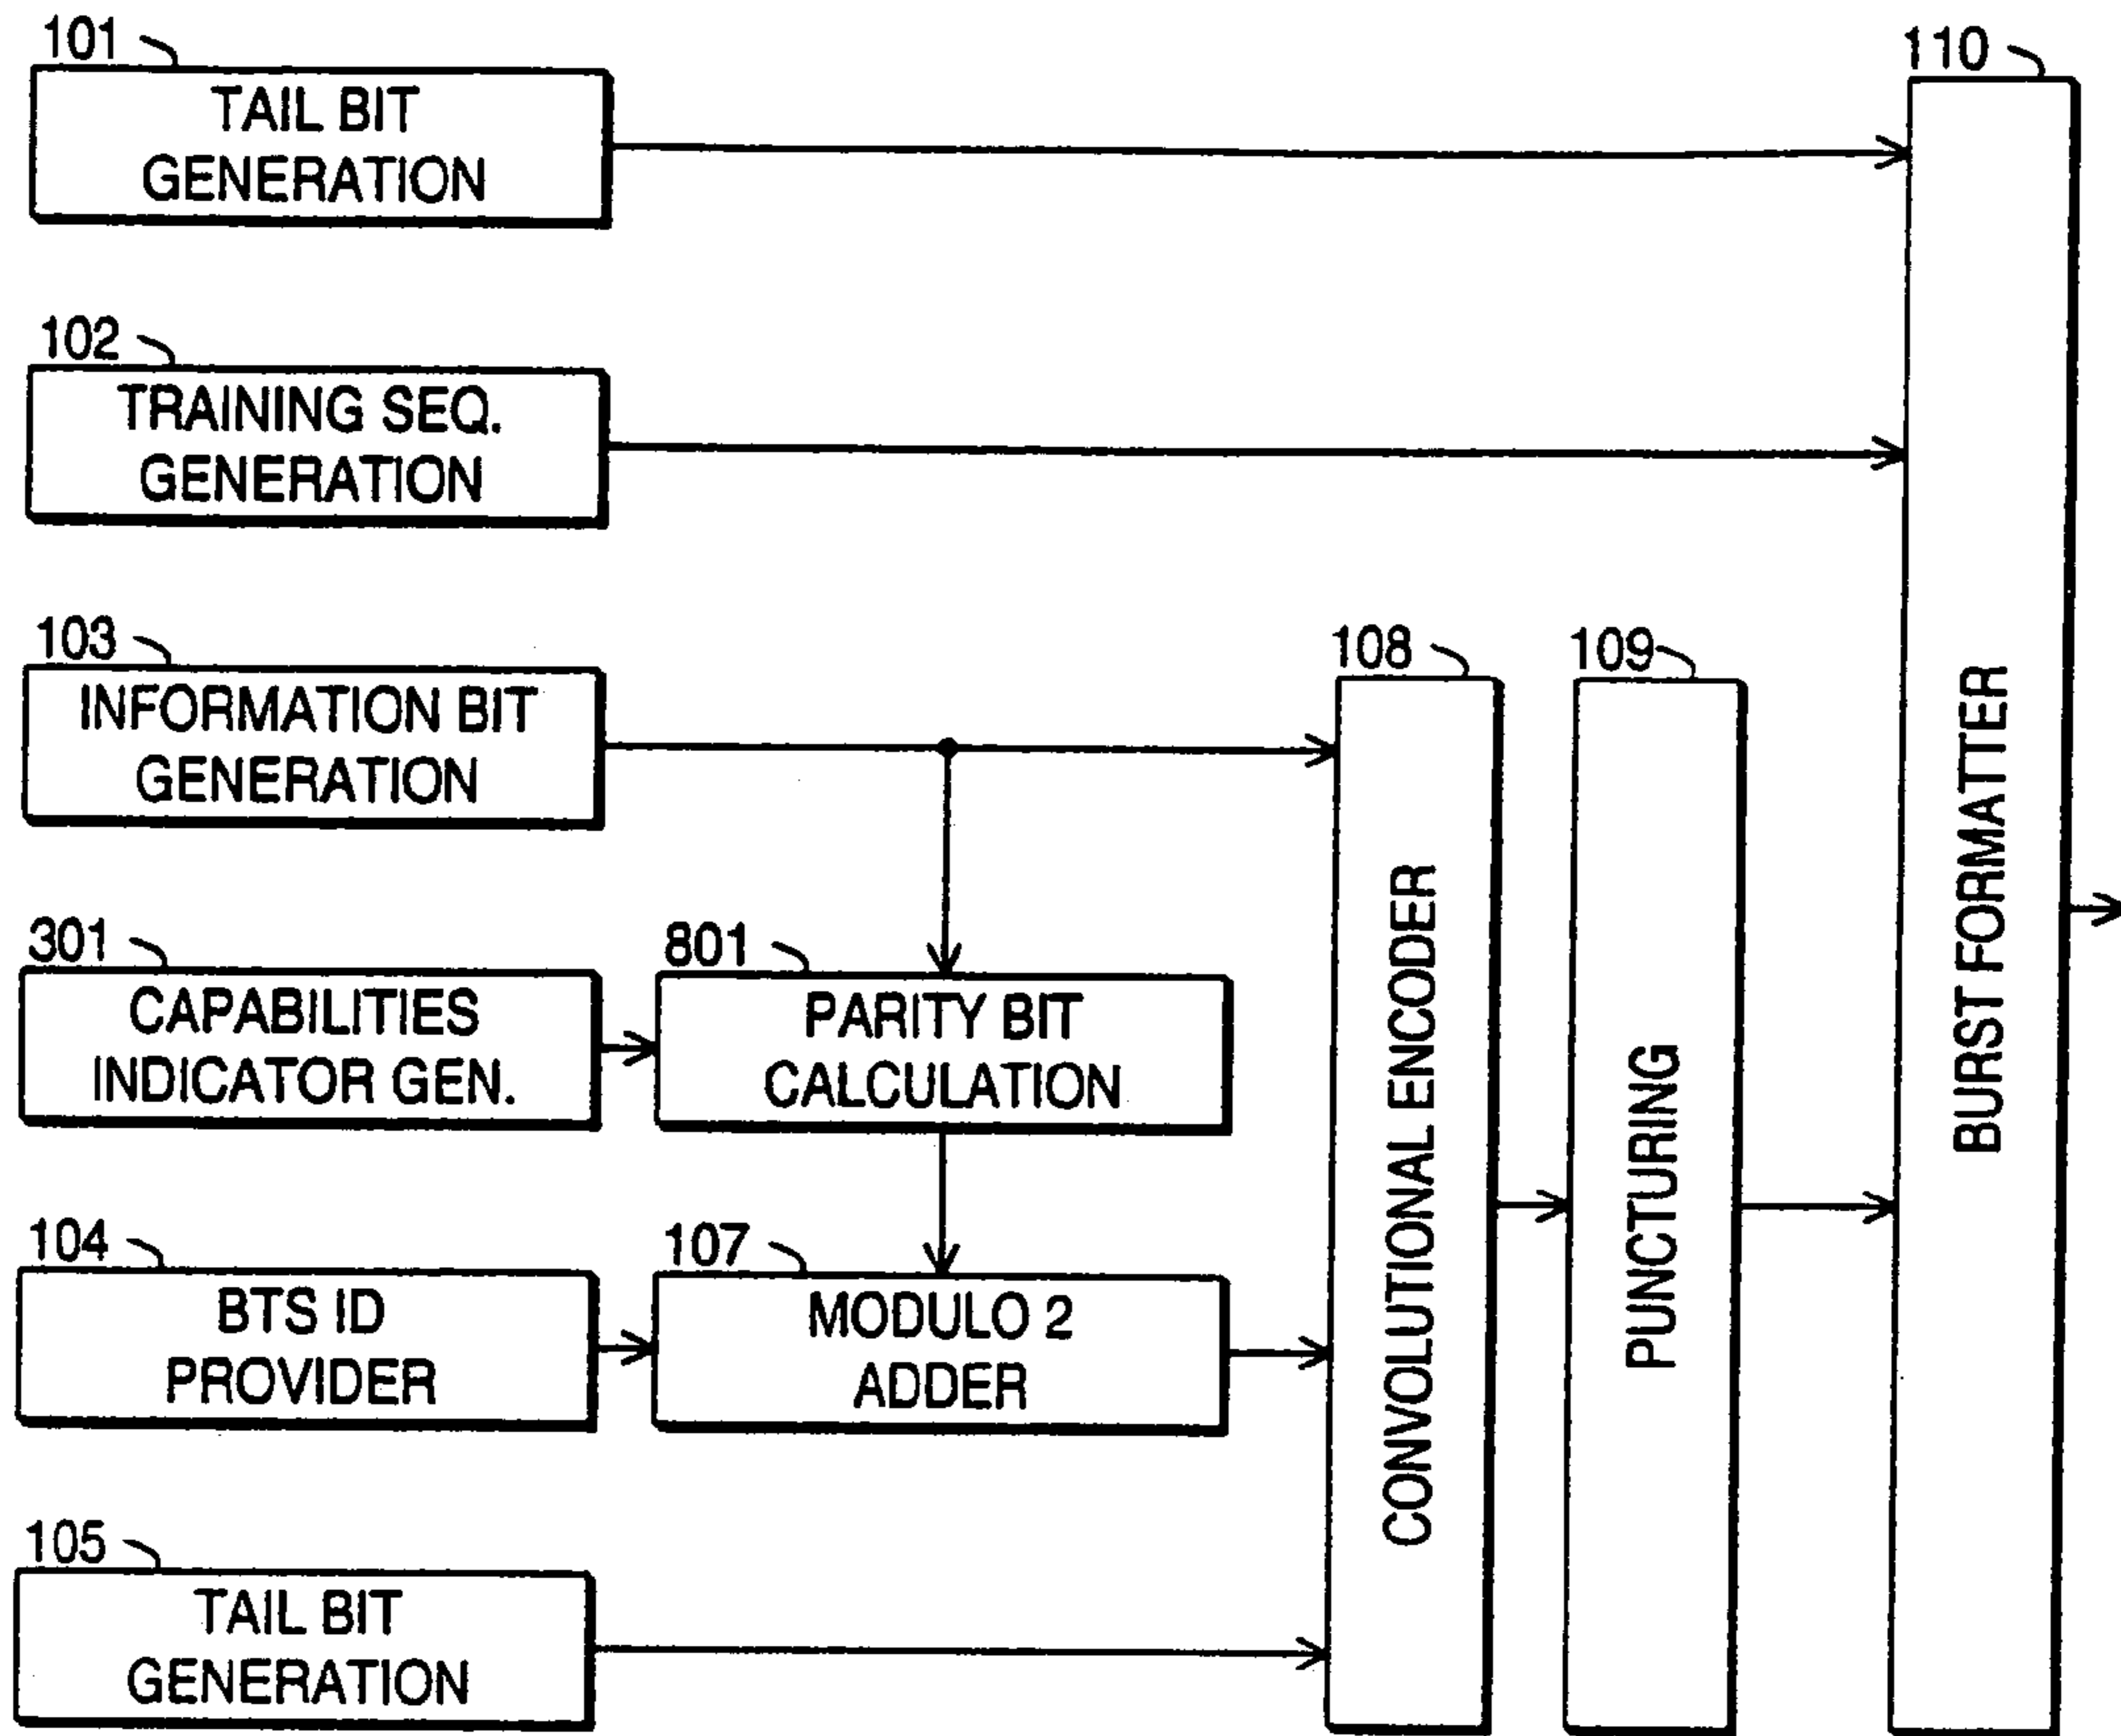 101
TAIL BIT
GENERATION
110
102
TRAINING SEQ.
GENERATION
103
INFORMATION BIT
GENERATION
108
109
301
CAPABILITIES
INDICATOR GEN.
801
PARITY BIT
CALCULATION
104
BTS ID
PROVIDER
107
MODULO 2
ADDER
105
TAIL BIT
GENERATION
CONVOLUTIONAL ENCODER
PUNCTURING
BURST FORMATTER